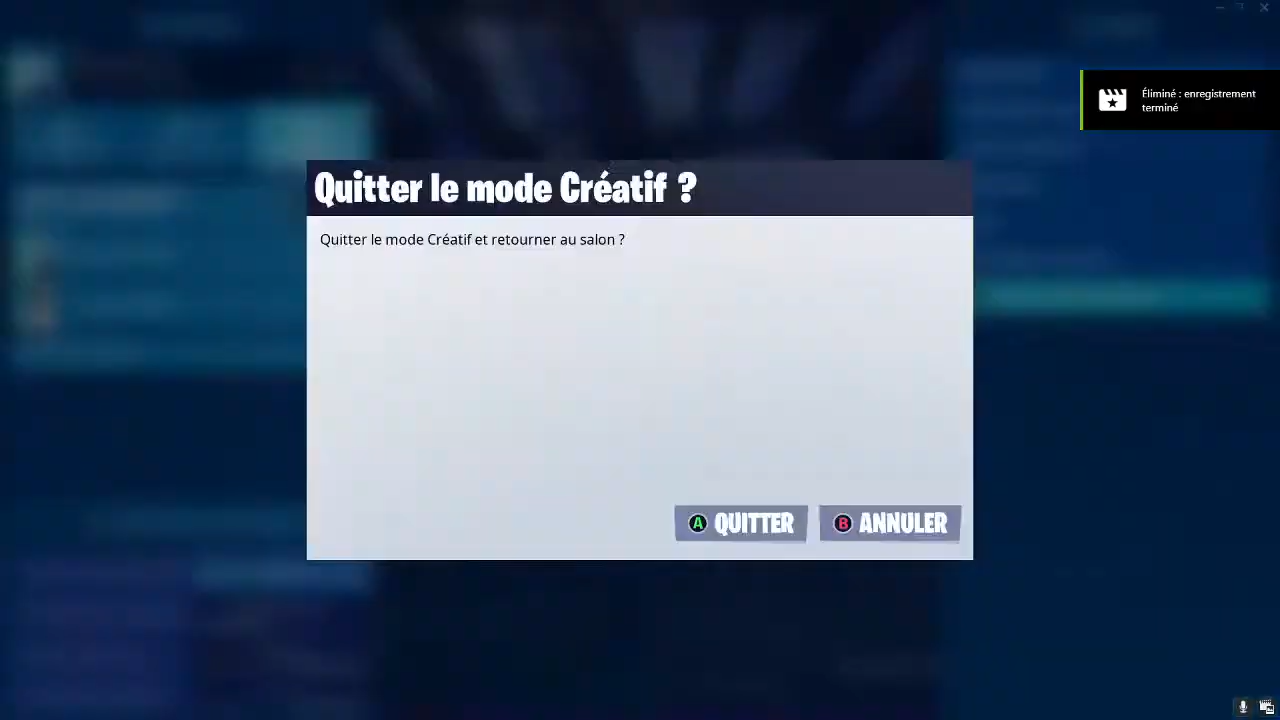 Éliminé : enregistrement
terminé
Quitter le mode Créatif ?
Quitter le mode Créatif et retourner au salon ?
A QUITTER
B ANNULER